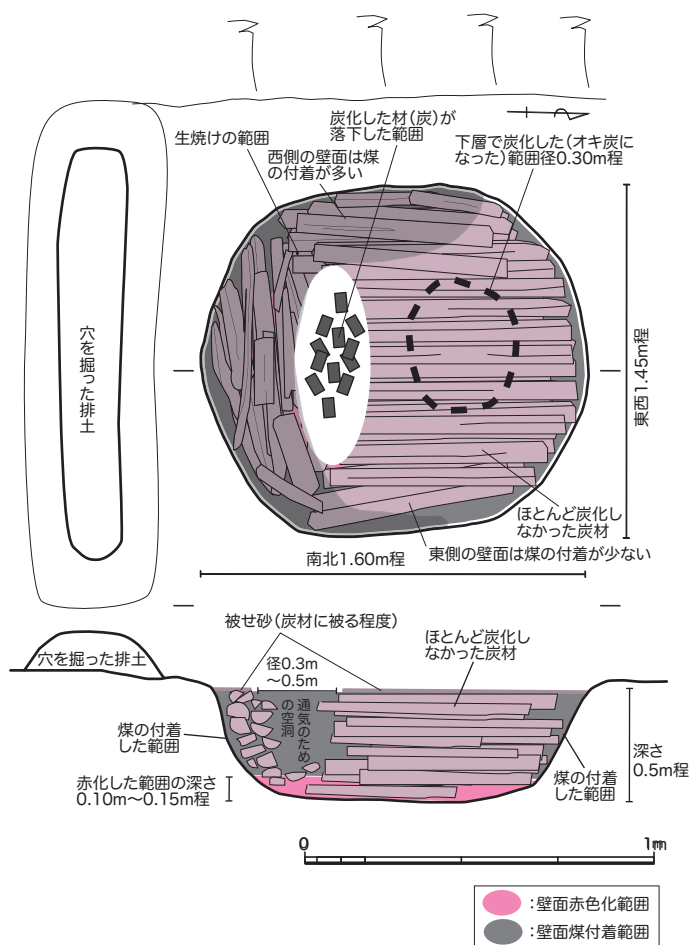 炭化した材（炭）が
落下した範囲
生焼けの範囲
西側の壁面は煤
の付着が多い
下層で炭化した（オキ炭に
なった）範囲径0.30m程
穴を掘った排土
東西1.45m程
ほとんど炭化し
なかった炭材
東側の壁面は煤の付着が少ない
南北1.60m程
被せ砂（炭材に被る程度）
ほとんど炭化し
なかった炭材
穴を掘った排土
径0.3m
〜0.5m
通気のため
の空洞
煤の付着
した範囲
赤化した範囲の深さ
0.10m〜0.15m程
深さ
0.5m程
煤の付着
した範囲
0
1m
：壁面赤色化範囲
：壁面煤付着範囲